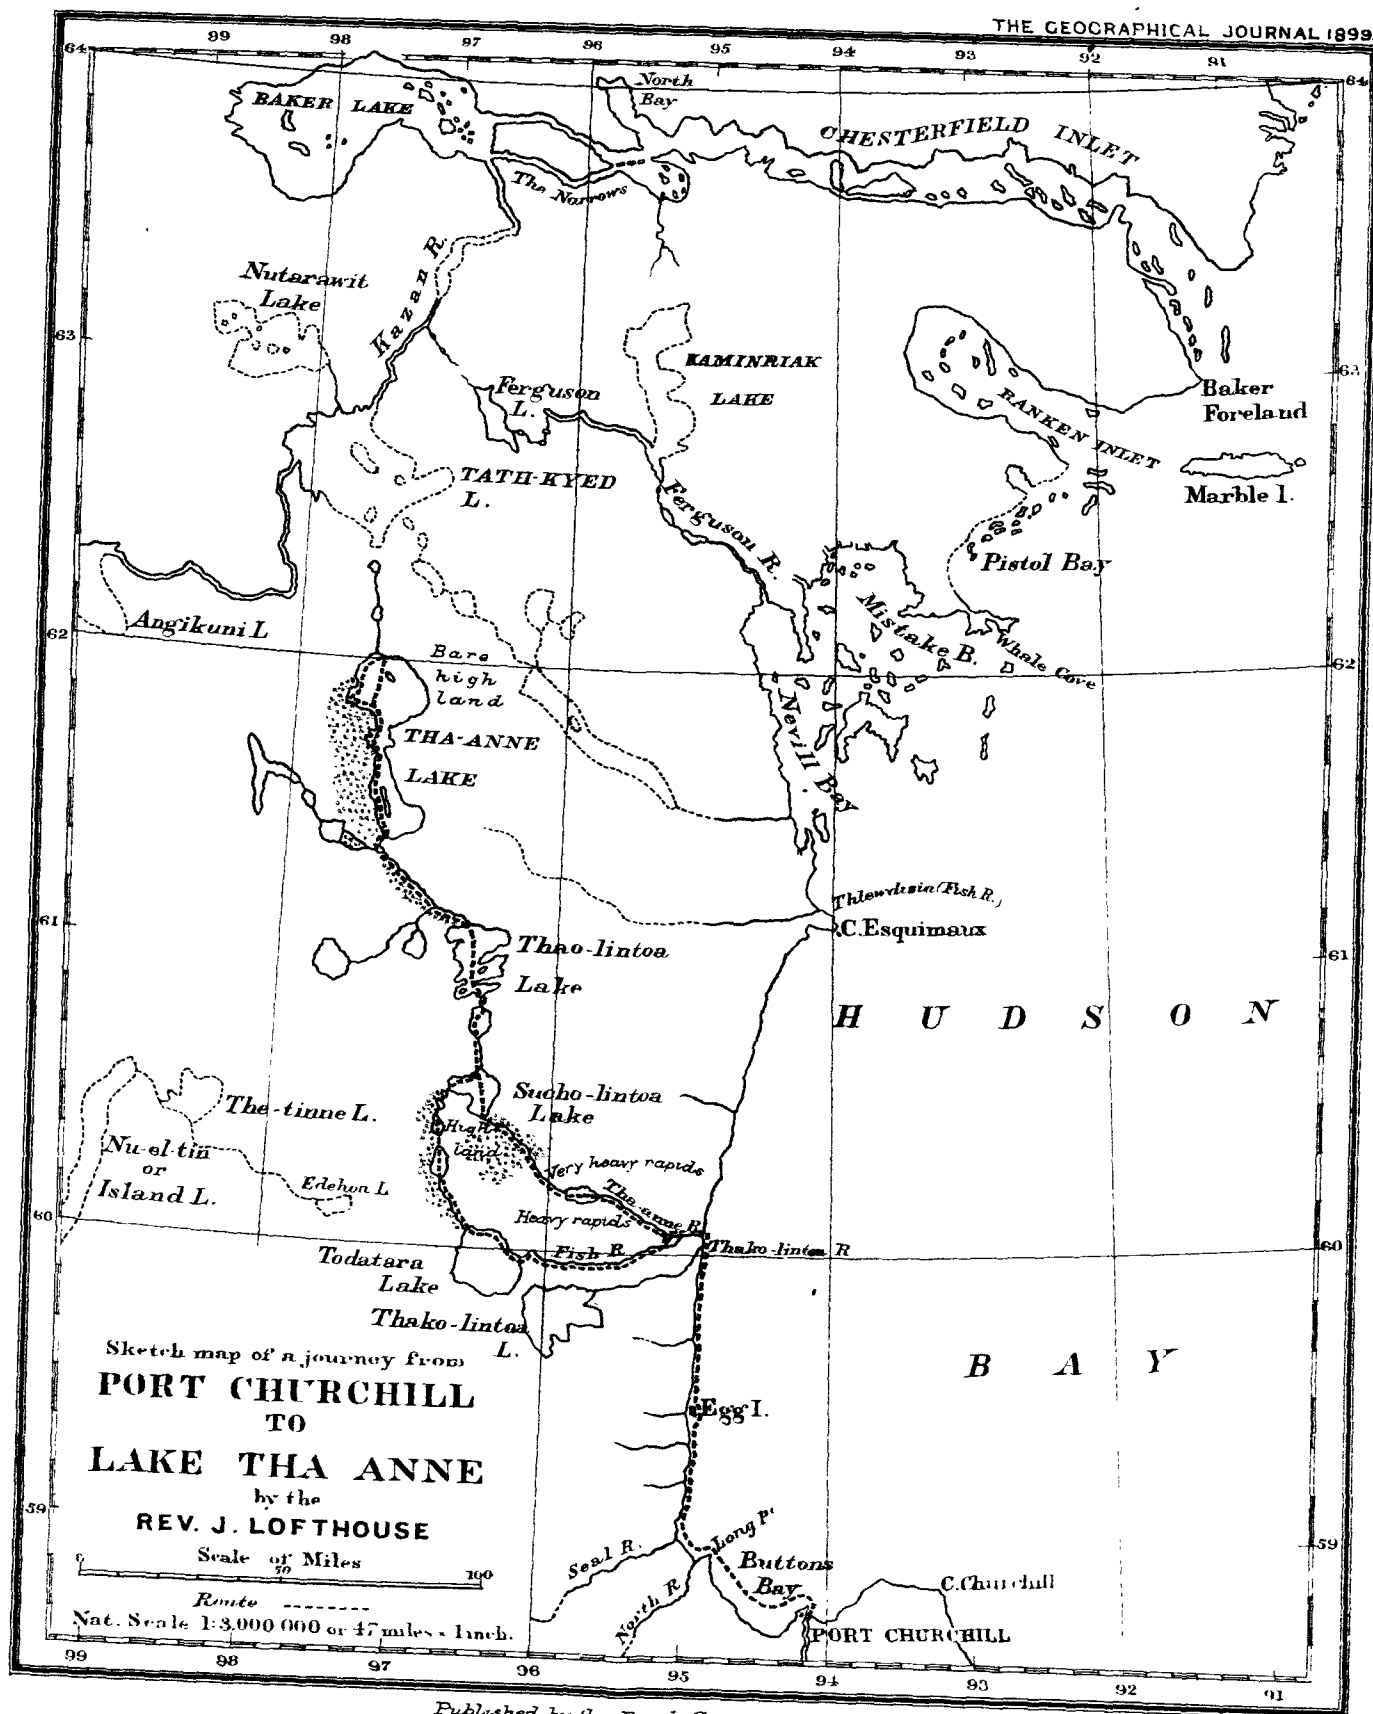 THE GEOGRAPHICAL JOURNAL 1899.
99 98 97 96 95 94 93 92 91
64 64
North
Bay
BAKER LAKE
CHESTERFIELD INLET
The Narrows
Kazan R.
Nutarawit
Lake
63 63
KAMINRIAK
LAKE
Ferguson
L.
Baker
Foreland
RANKEN INLET
Marble I.
TATH-KYED
L.
Ferguson R.
Pistol Bay
Angikuni L
Mistake B.
Whale Cove
62 62
Bare
high
land
Nevill Bay
THA-ANNE
LAKE
Thlewdizia (Fish R.)
C. Esquimaux
61 61
Thao-lintoa
Lake
HUDSON
Sucho-lintoa
Lake
The-tinne L.
High
land
Nu-el-tin
or
Island L.
Edehon L
Very heavy rapids
Tha-anne R
Heavy rapids
60 60
Fish R
Thako-lintoa R
Todatara
Lake
Thako-lintoa
L.
BAY
Sketch map of a journey from
PORT CHURCHILL
TO
LAKE THA ANNE
by the
REV. J. LOFTHOUSE
Scale of Miles
0 50 100
Route
Nat. Scale 1:3.000 000 or 47 miles = 1 inch.
Egg I.
59 59
Long Pt
Seal R.
North R
Buttons
Bay
C. Churchill
PORT CHURCHILL
99 98 97 96 95 94 93 92 91
Published by the